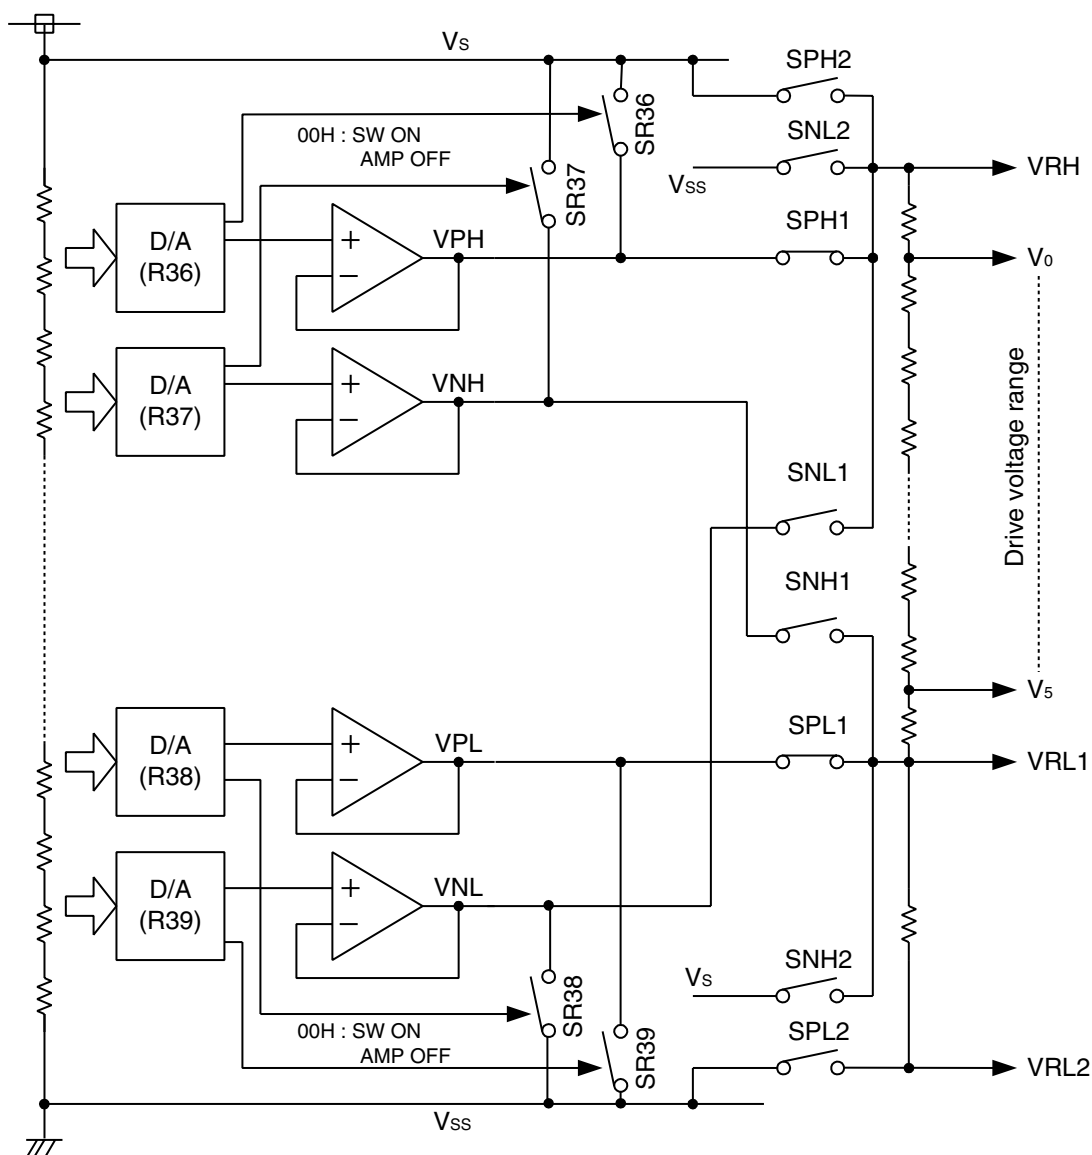 VS
SPH2
SR36
00H : SW ON
AMP OFF
SNL2
VSS
VRH
SR37
D/A
(R36)
+
−
VPH
SPH1
V0
D/A
(R37)
+
−
VNH
Drive voltage range
SNL1
SNH1
V5
D/A
(R38)
+
−
VPL
SPL1
VRL1
D/A
(R39)
+
−
VNL
VS
SNH2
SR38
00H : SW ON
AMP OFF
SR39
SPL2
VRL2
VSS